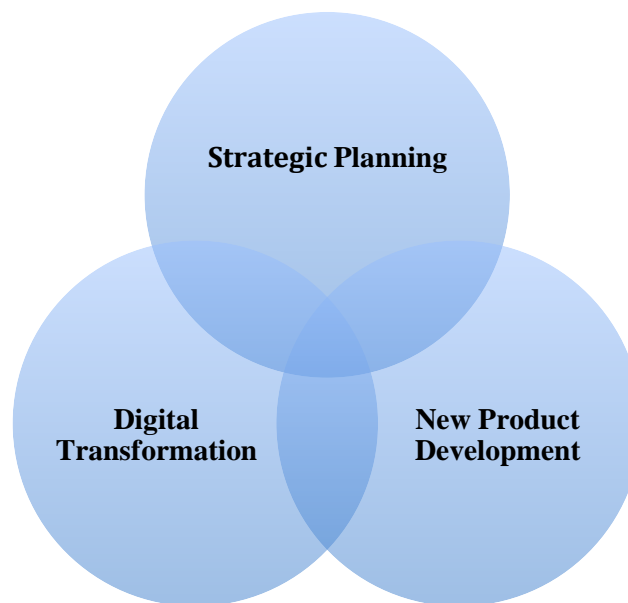 Strategic Planning
Digital
Transformation
New Product
Development